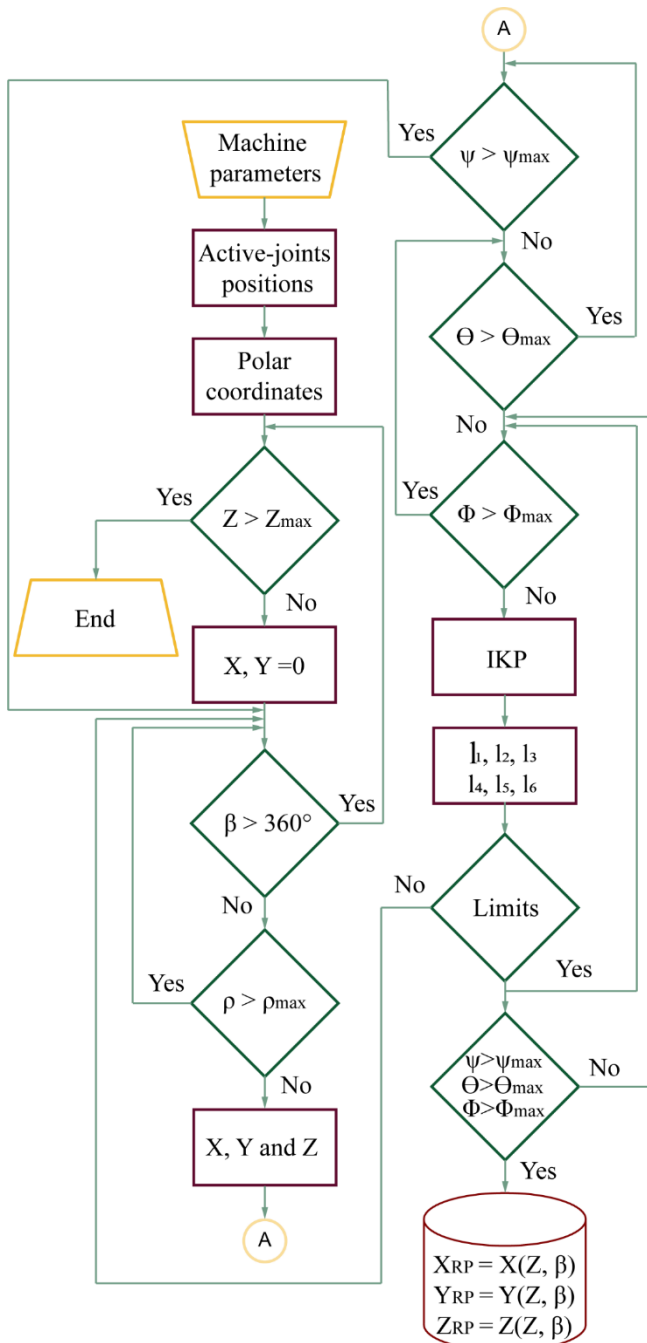 Machine
parameters
Active-joints
positions
Polar
coordinates
Yes
Z > Zmax
No
End
X, Y =0
β > 360°
Yes
No
Yes
ρ > ρmax
No
X, Y and Z
A
A
Yes
ψ > ψmax
No
ϴ > ϴmax
Yes
No
Yes
Φ > Φmax
No
IKP
l₁, l₂, l₃
l₄, l₅, l₆
No
Limits
Yes
ψ>ψmax
ϴ>ϴmax
Φ>Φmax
No
Yes
XRP = X(Z, β)
YRP = Y(Z, β)
ZRP = Z(Z, β)